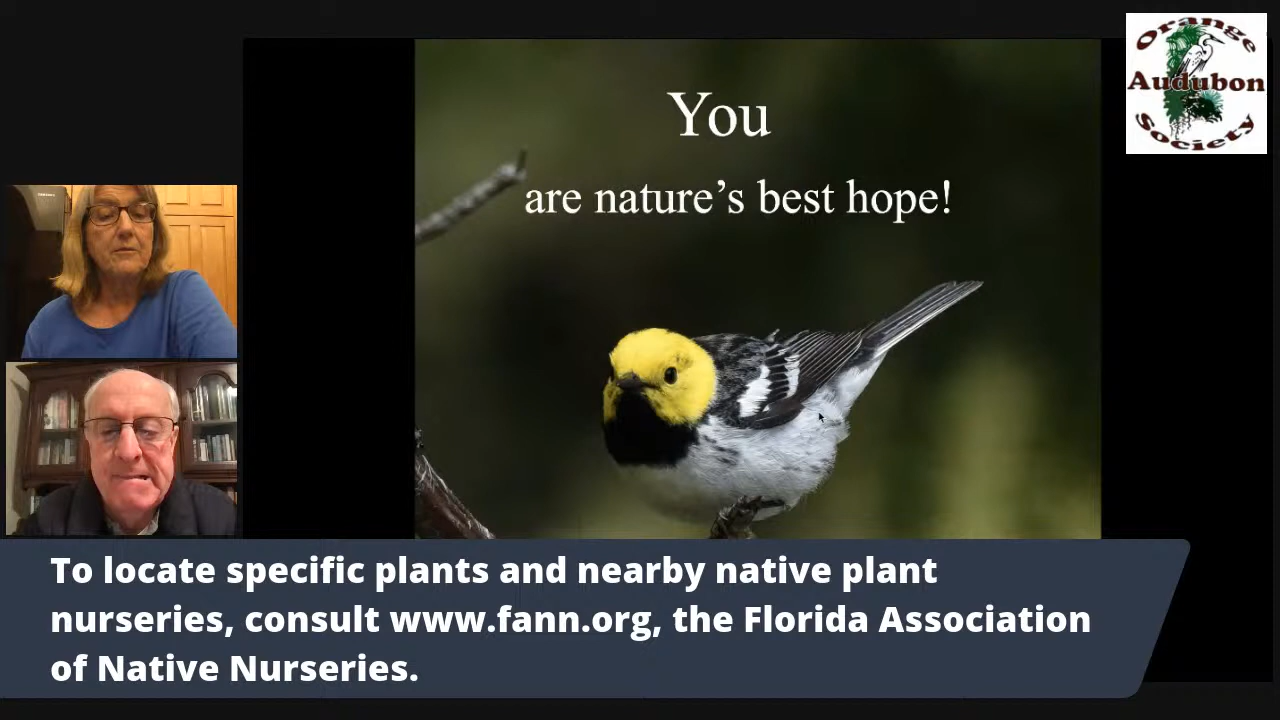 Orange
Audubon
Society
You
are nature's best hope!
To locate specific plants and nearby native plant
nurseries, consult www.fann.org, the Florida Association
of Native Nurseries.